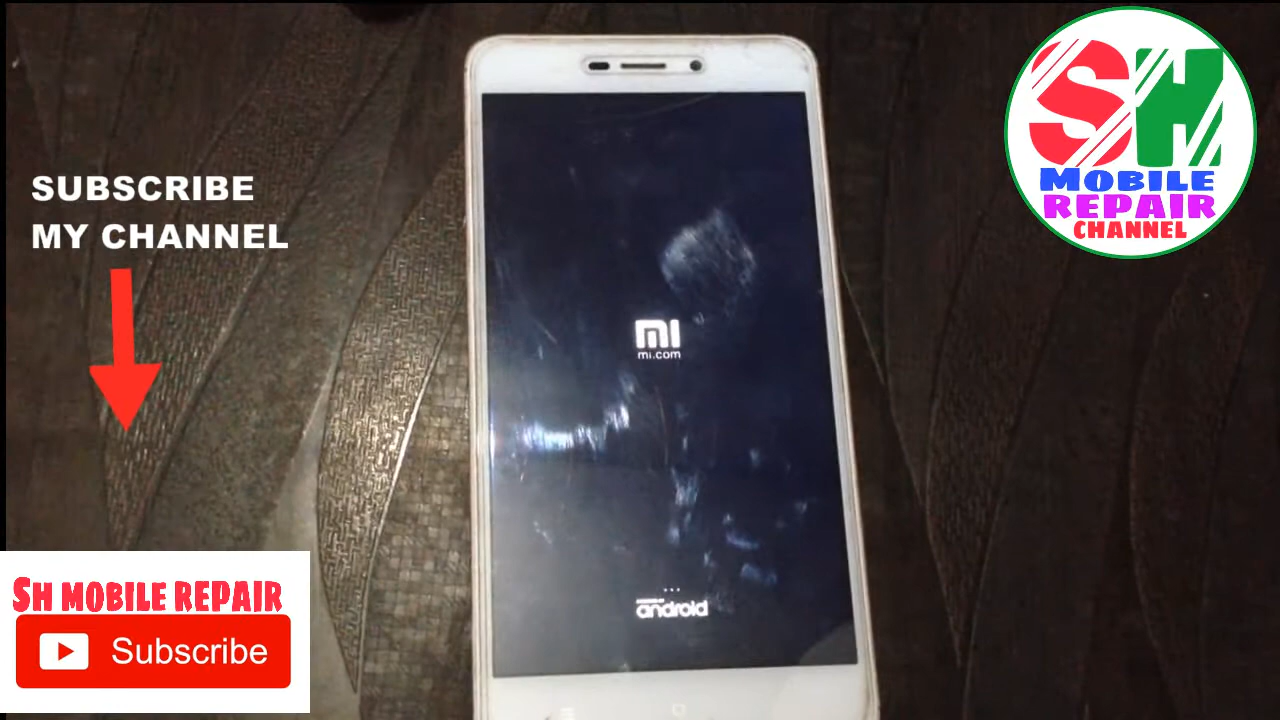 SUBSCRIBE
MY CHANNEL
SH
MOBILE
REPAIR
CHANNEL
mi
mi.com
android
SH MOBILE REPAIR
Subscribe